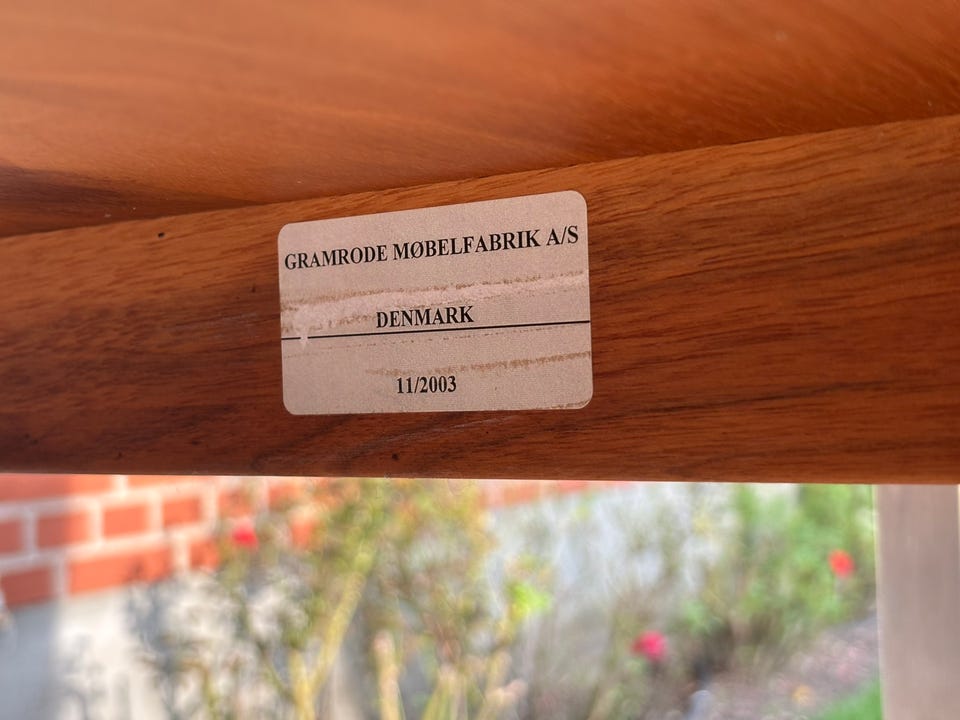 GRAMRODE MØBELFABRIK A/S
DENMARK
11/2003